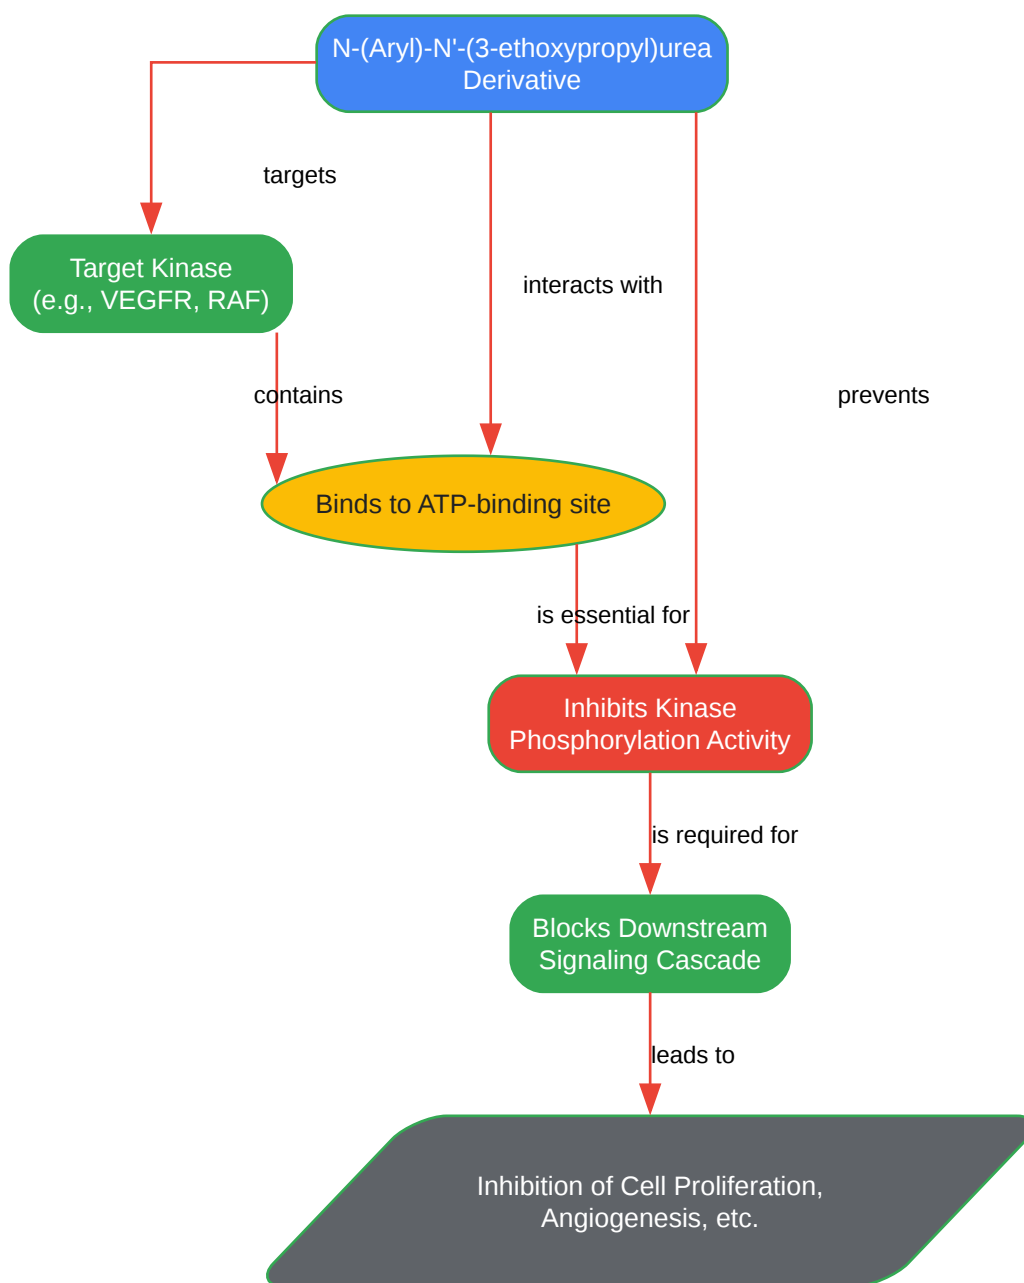 N-(Aryl)-N'-(3-ethoxypropyl)urea
Derivative
targets
Target Kinase
(e.g., VEGFR, RAF)
interacts with
contains
prevents
Binds to ATP-binding site
is essential for
Inhibits Kinase
Phosphorylation Activity
is required for
Blocks Downstream
Signaling Cascade
leads to
Inhibition of Cell Proliferation,
Angiogenesis, etc.